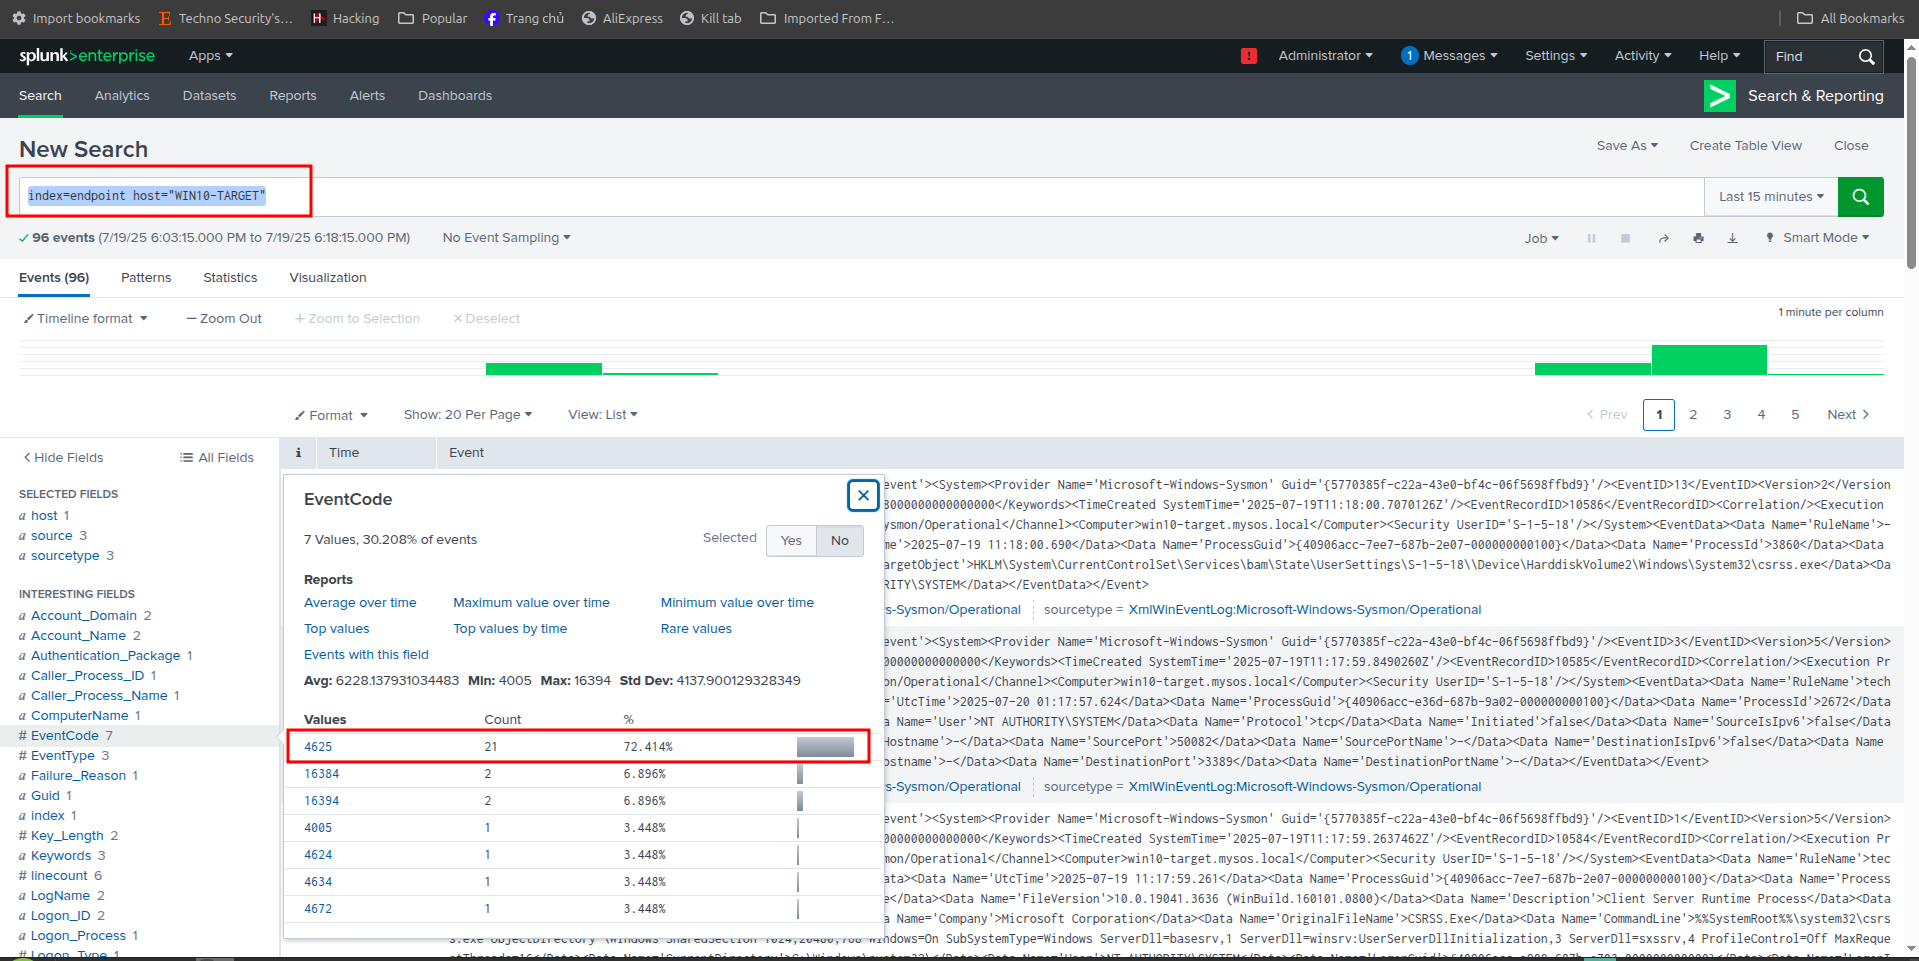 Import bookmarks Techno Security's... Hacking Popular Trang chủ AliExpress Kill tab Imported From F... All Bookmarks
splunk>enterprise Apps Administrator 1 Messages Settings Activity Help Find
Search Analytics Datasets Reports Alerts Dashboards Search & Reporting
New Search Save As Create Table View Close
index=endpoint host="WIN10-TARGET" Last 15 minutes
96 events (7/19/25 6:03:15.000 PM to 7/19/25 6:18:15.000 PM) No Event Sampling Job Smart Mode
Events (96) Patterns Statistics Visualization
Timeline format — Zoom Out + Zoom to Selection × Deselect 1 minute per column
Format Show: 20 Per Page View: List < Prev 1 2 3 4 5 Next >
< Hide Fields All Fields i Time Event
SELECTED FIELDS
a host 1
a source 3
a sourcetype 3
INTERESTING FIELDS
a Account_Domain 2
a Account_Name 2
a Authentication_Package 1
a Caller_Process_ID 1
a Caller_Process_Name 1
a ComputerName 1
# EventCode 7
# EventType 3
a Failure_Reason 1
a Guid 1
a index 1
# Key_Length 2
a Keywords 3
# linecount 6
a LogName 2
a Logon_ID 2
a Logon_Process 1
# Logon_Type 1
EventCode
7 Values, 30.208% of events Selected Yes No
Reports
Average over time Maximum value over time Minimum value over time
Top values Top values by time Rare values
Events with this field
Avg: 6228.137931034483 Min: 4005 Max: 16394 Std Dev: 4137.900129328349
Values Count %
4625 21 72.414%
16384 2 6.896%
16394 2 6.896%
4005 1 3.448%
4624 1 3.448%
4634 1 3.448%
4672 1 3.448%
event'><System><Provider Name='Microsoft-Windows-Sysmon' Guid='{5770385f-c22a-43e0-bf4c-06f5698ffbd9}'/><EventID>13</EventID><Version>2</Version
000000000000000</Keywords><TimeCreated SystemTime='2025-07-19T11:18:00.7070126Z'/><EventRecordID>10586</EventRecordID><Correlation/><Execution
ysmon/Operational</Channel><Computer>win10-target.mysos.local</Computer><Security UserID='S-1-5-18'/></System><EventData><Data Name='RuleName'>-
me'>2025-07-19 11:18:00.690</Data><Data Name='ProcessGuid'>{40906acc-7ee7-687b-2e07-000000000100}</Data><Data Name='ProcessId'>3860</Data><Data
argetObject'>HKLM\System\CurrentControlSet\Services\bam\State\UserSettings\S-1-5-18\\Device\HarddiskVolume2\Windows\System32\csrss.exe</Data><Da
RITY\SYSTEM</Data></EventData></Event>
s-Sysmon/Operational sourcetype = XmlWinEventLog:Microsoft-Windows-Sysmon/Operational
event'><System><Provider Name='Microsoft-Windows-Sysmon' Guid='{5770385f-c22a-43e0-bf4c-06f5698ffbd9}'/><EventID>3</EventID><Version>5</Version>
00000000000000</Keywords><TimeCreated SystemTime='2025-07-19T11:17:59.8490260Z'/><EventRecordID>10585</EventRecordID><Correlation/><Execution Pr
on/Operational</Channel><Computer>win10-target.mysos.local</Computer><Security UserID='S-1-5-18'/></System><EventData><Data Name='RuleName'>tech
='UtcTime'>2025-07-20 01:17:57.624</Data><Data Name='ProcessGuid'>{40906acc-e36d-687b-9a02-000000000100}</Data><Data Name='ProcessId'>2672</Data
a Name='User'>NT AUTHORITY\SYSTEM</Data><Data Name='Protocol'>tcp</Data><Data Name='Initiated'>false</Data><Data Name='SourceIsIpv6'>false</Data
Hostname'>-</Data><Data Name='SourcePort'>50082</Data><Data Name='SourcePortName'>-</Data><Data Name='DestinationIsIpv6'>false</Data><Data Name
ostname'>-</Data><Data Name='DestinationPort'>3389</Data><Data Name='DestinationPortName'>-</Data></EventData></Event>
s-Sysmon/Operational sourcetype = XmlWinEventLog:Microsoft-Windows-Sysmon/Operational
event'><System><Provider Name='Microsoft-Windows-Sysmon' Guid='{5770385f-c22a-43e0-bf4c-06f5698ffbd9}'/><EventID>1</EventID><Version>5</Version>
00000000000000</Keywords><TimeCreated SystemTime='2025-07-19T11:17:59.2637462Z'/><EventRecordID>10584</EventRecordID><Correlation/><Execution Pr
on/Operational</Channel><Computer>win10-target.mysos.local</Computer><Security UserID='S-1-5-18'/></System><EventData><Data Name='RuleName'>tec
ata><Data Name='UtcTime'>2025-07-19 11:17:59.261</Data><Data Name='ProcessGuid'>{40906acc-7ee7-687b-2e07-000000000100}</Data><Data Name='Process
e</Data><Data Name='FileVersion'>10.0.19041.3636 (WinBuild.160101.0800)</Data><Data Name='Description'>Client Server Runtime Process</Data><Data
a Name='Company'>Microsoft Corporation</Data><Data Name='OriginalFileName'>CSRSS.Exe</Data><Data Name='CommandLine'>%%SystemRoot%%\system32\csrs
s.exe ObjectDirectory=\Windows SharedSection=1024,20480,768 Windows=On SubSystemType=Windows ServerDll=basesrv,1 ServerDll=winsrv:UserServerDllInitialization,3 ServerDll=sxssrv,4 ProfileControl=Off MaxReque